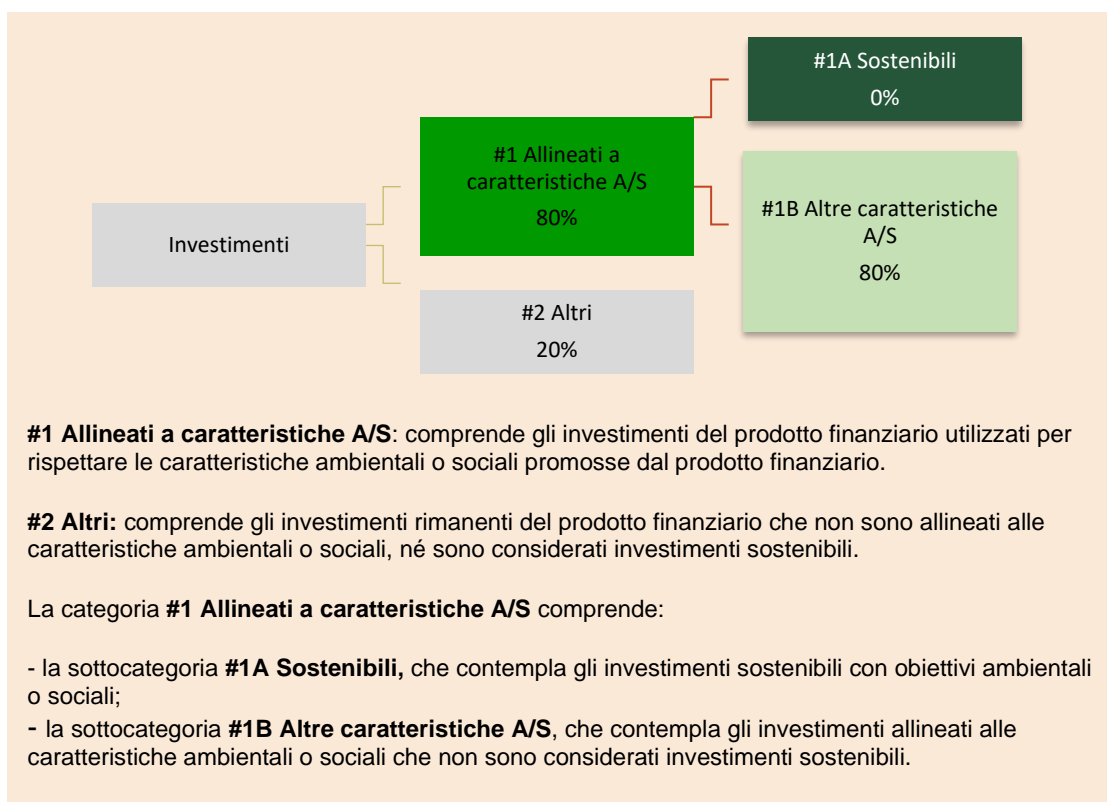 #1A Sostenibili
0%
#1 Allineati a
caratteristiche A/S
80%
#1B Altre caratteristiche
A/S
80%
Investimenti
#2 Altri
20%
#1 Allineati a caratteristiche A/S: comprende gli investimenti del prodotto finanziario utilizzati per
rispettare le caratteristiche ambientali o sociali promosse dal prodotto finanziario.
#2 Altri: comprende gli investimenti rimanenti del prodotto finanziario che non sono allineati alle
caratteristiche ambientali o sociali, né sono considerati investimenti sostenibili.
La categoria #1 Allineati a caratteristiche A/S comprende:
- la sottocategoria #1A Sostenibili, che contempla gli investimenti sostenibili con obiettivi ambientali
o sociali;
- la sottocategoria #1B Altre caratteristiche A/S, che contempla gli investimenti allineati alle
caratteristiche ambientali o sociali che non sono considerati investimenti sostenibili.